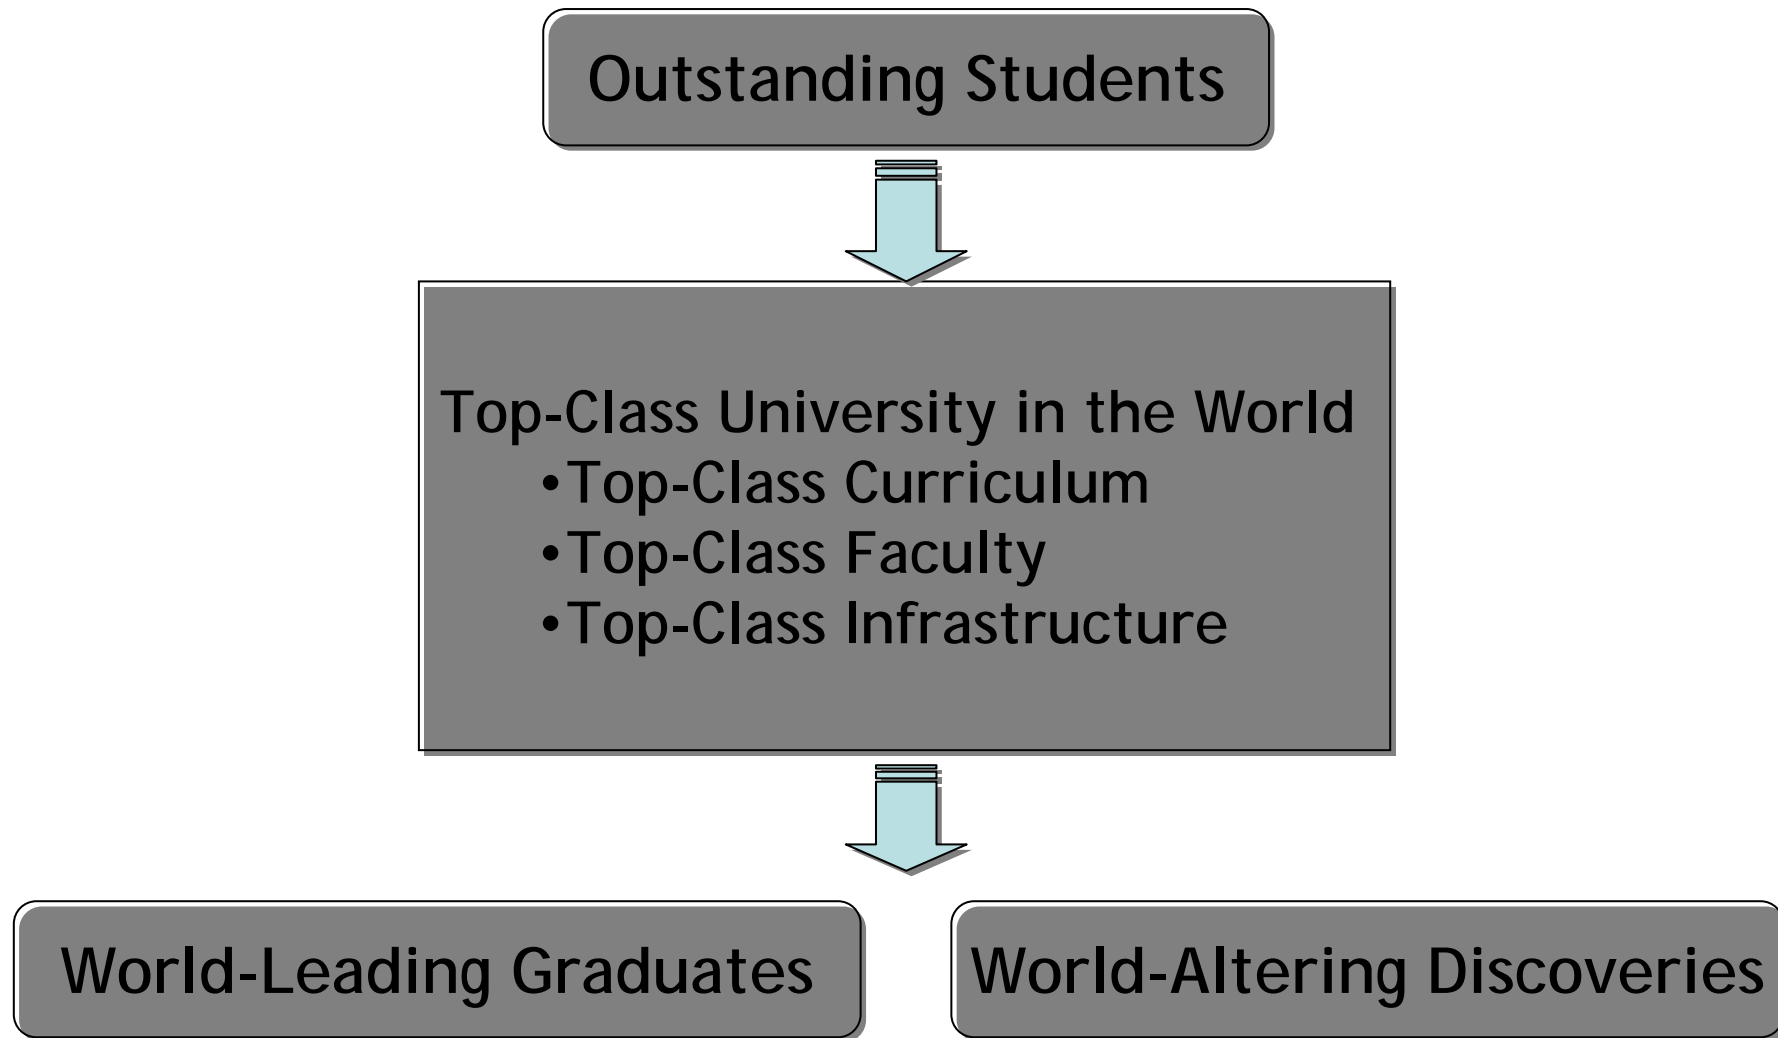 Outstanding Students
Top-Class University in the World
•Top-Class Curriculum
•Top-Class Faculty
•Top-Class Infrastructure
World-Leading Graduates
World-Altering Discoveries